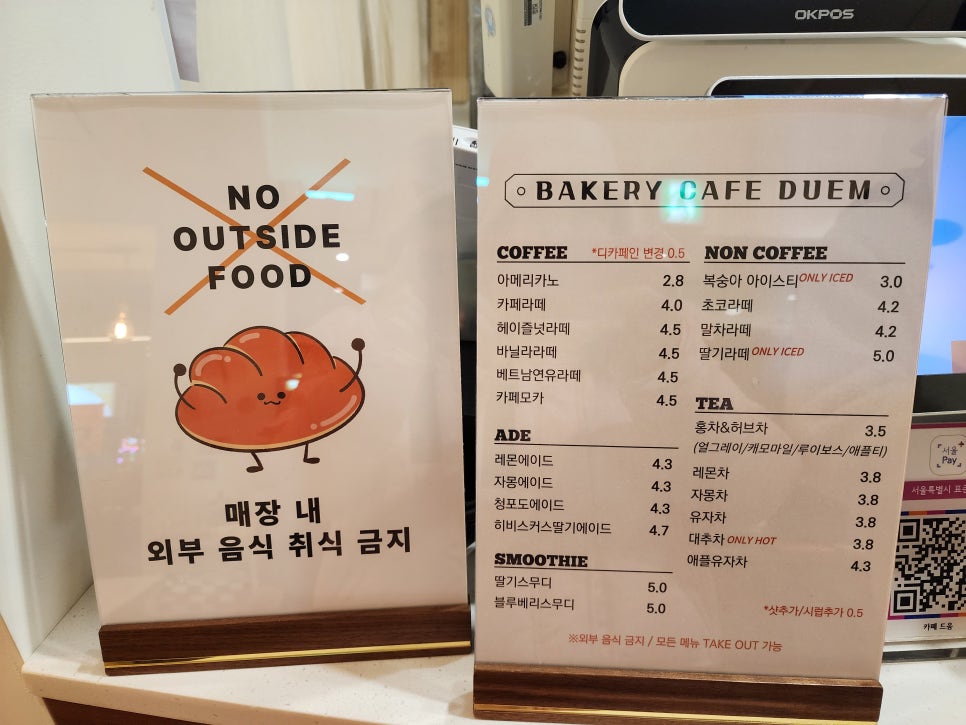 OKPOS
NO
OUTSIDE
FOOD
매장 내
외부 음식 취식 금지
BAKERY CAFE DUEM
COFFEE *디카페인 변경 0.5
아메리카노 2.8
카페라떼 4.0
헤이즐넛라떼 4.5
바닐라라떼 4.5
베트남연유라떼 4.5
카페모카 4.5
ADE
레몬에이드 4.3
자몽에이드 4.3
청포도에이드 4.3
히비스커스딸기에이드 4.7
SMOOTHIE
딸기스무디 5.0
블루베리스무디 5.0
NON COFFEE
복숭아 아이스티 ONLY ICED 3.0
초코라떼 4.2
말차라떼 4.2
딸기라떼 ONLY ICED 5.0
TEA
홍차&허브차 3.5
(얼그레이/캐모마일/루이보스/애플티)
레몬차 3.8
자몽차 3.8
유자차 3.8
대추차 ONLY HOT 3.8
애플유자차 4.3
*샷추가/시럽추가 0.5
※외부 음식 금지 / 모든 메뉴 TAKE OUT 가능
서울
Pay
서울특별시
카페 드음